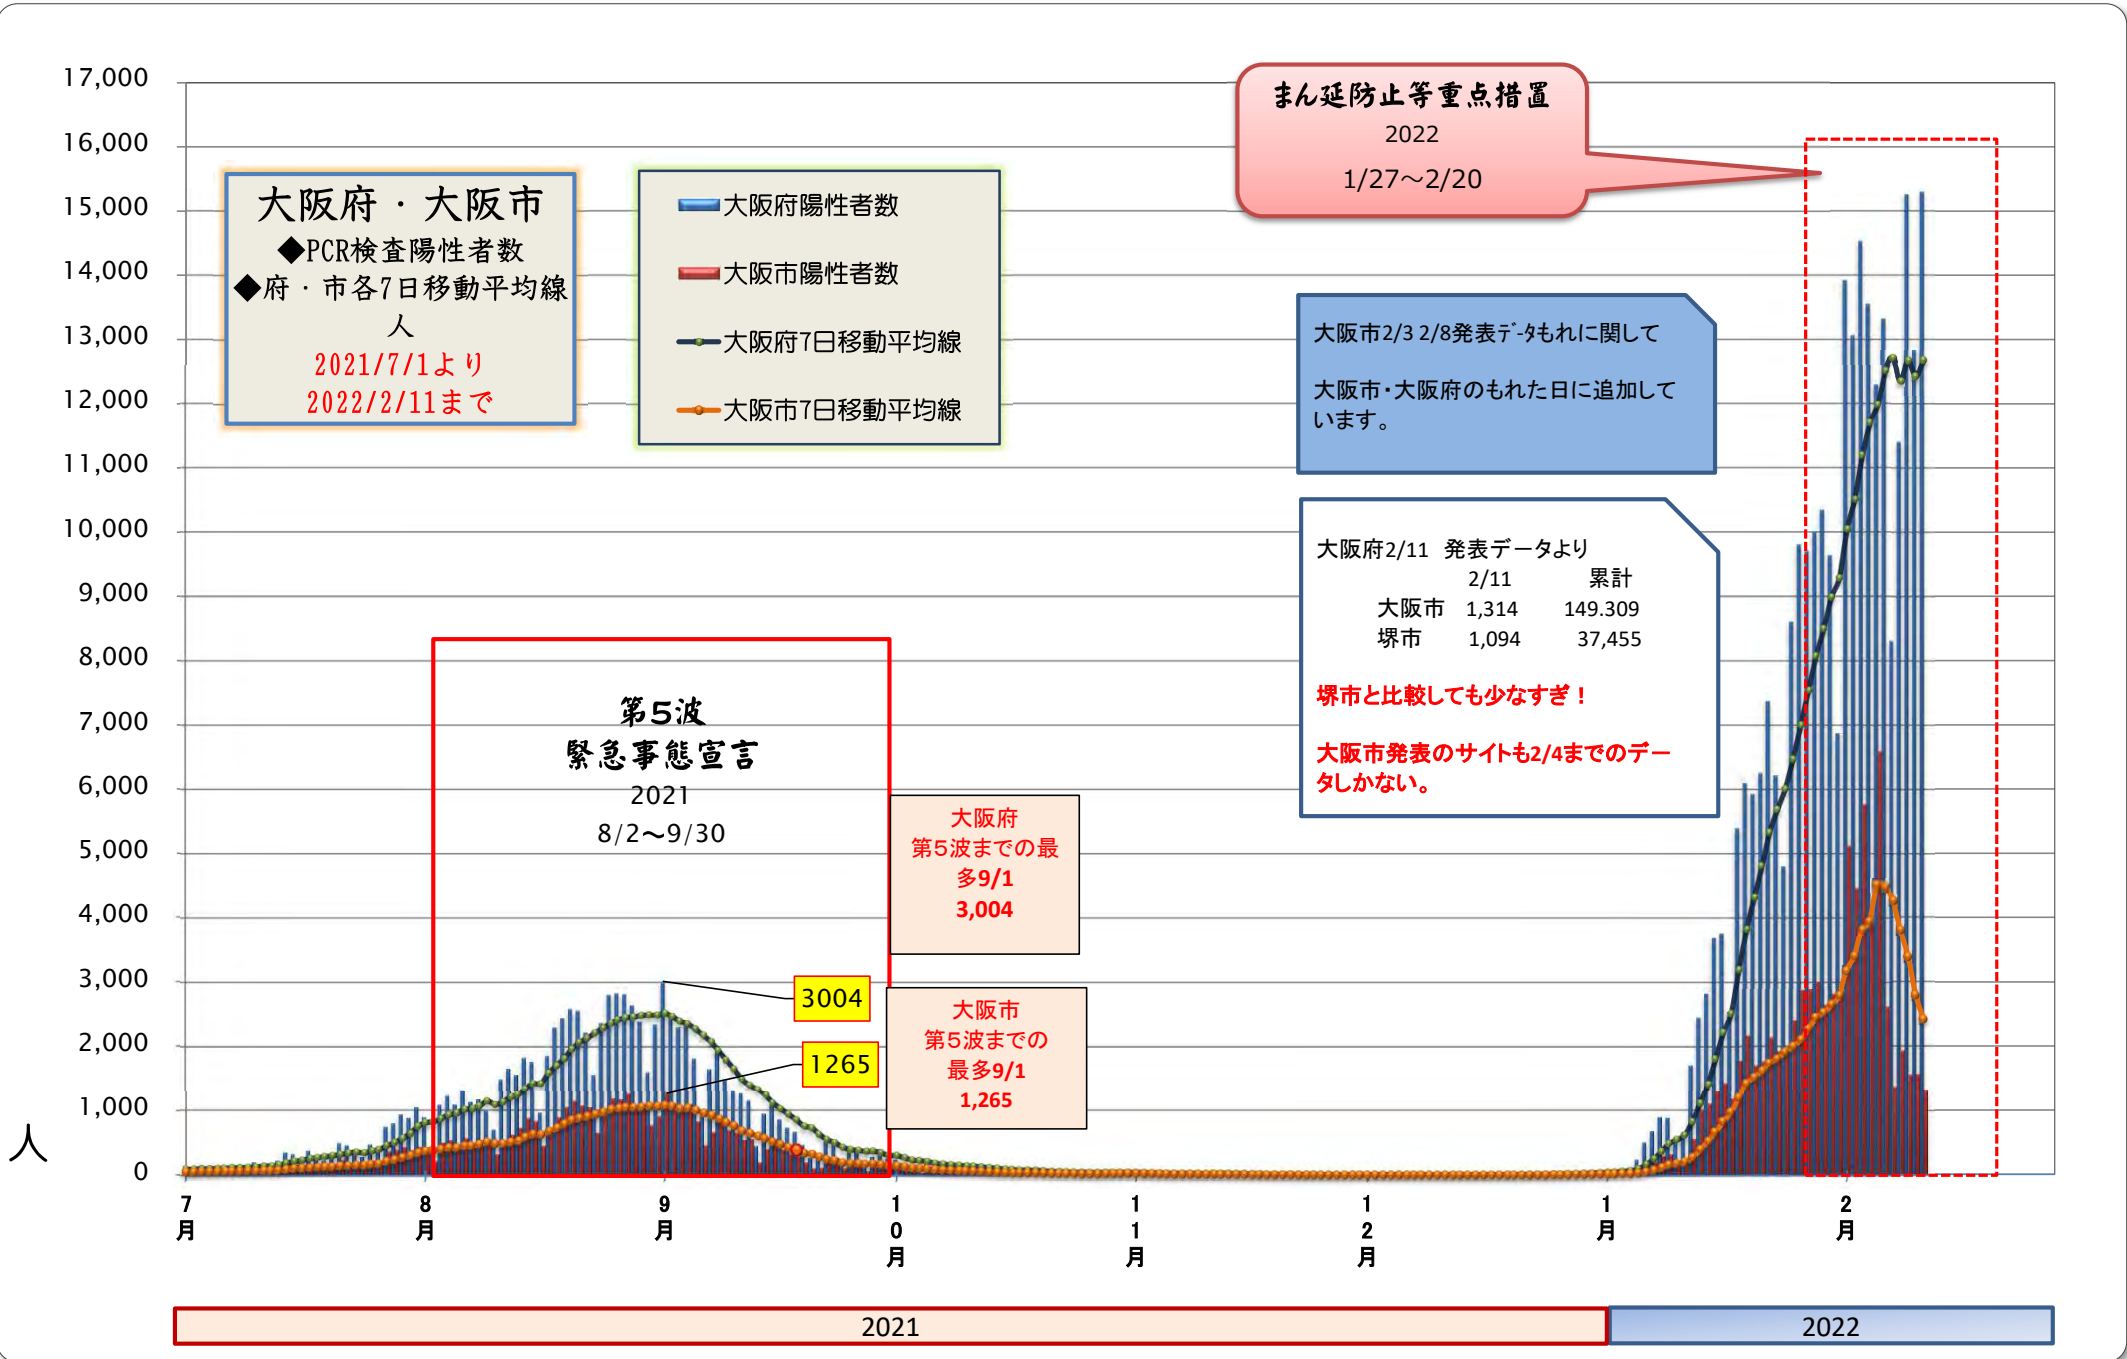 17,000
16,000
15,000
14,000
13,000
12,000
11,000
10,000
9,000
8,000
7,000
6,000
5,000
4,000
3,000
2,000
1,000
0
人
大阪府・大阪市
◆PCR検査陽性者数
◆府・市各7日移動平均線
人
2021/7/1より
2022/2/11まで
大阪府陽性者数
大阪市陽性者数
大阪府7日移動平均線
大阪市7日移動平均線
まん延防止等重点措置
2022
1/27～2/20
大阪市2/3 2/8発表ﾃﾞｰﾀもれに関して
大阪市・大阪府のもれた日に追加して
います。
大阪府2/11 発表データより
2/11 累計
大阪市 1,314 149.309
堺市 1,094 37,455
堺市と比較しても少なすぎ！
大阪市発表のサイトも2/4までのデー
タしかない。
第5波
緊急事態宣言
2021
8/2～9/30
大阪府
第5波までの最
多9/1
3,004
3004
大阪市
第5波までの
最多9/1
1,265
1265
7月
8月
9月
10月
11月
12月
1月
2月
2021
2022